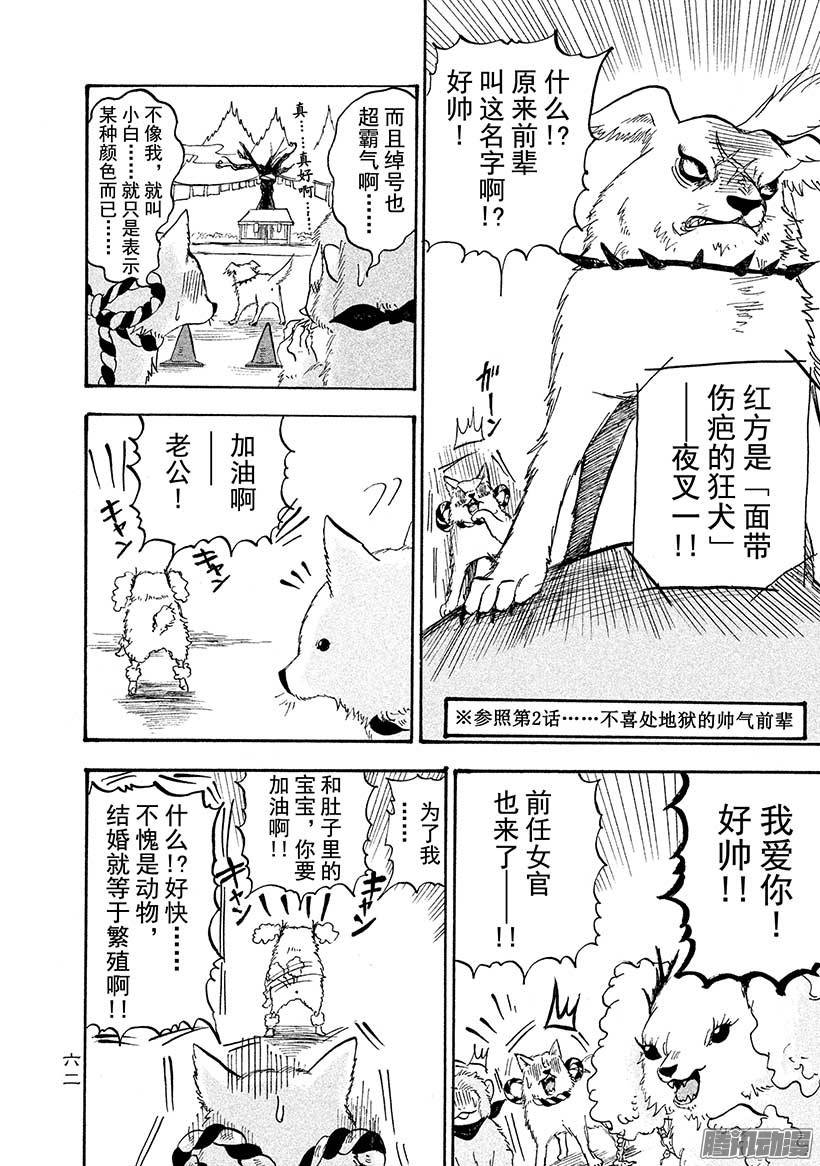 什么!?
原来前辈
叫这名字啊!?
好帅！
红方是「面带
伤疤的狂犬」
——夜叉一!!
ガーン
※参照第2话……不喜处地狱的帅气前辈
而且绰号也
超霸气啊……
真……真好啊……
不像我，就叫
小白……就只是表示
某种颜色而已……
加油啊
——老公！
キャン
キャン
我爱你！
好帅!!
前任女官
也来了——!!
为了我
……
和肚子里的
宝宝，你要
加油啊!!
キャン
キャン
什么!?好快……
不愧是动物，
结婚就等于繁殖啊!!
六二
腾讯动漫